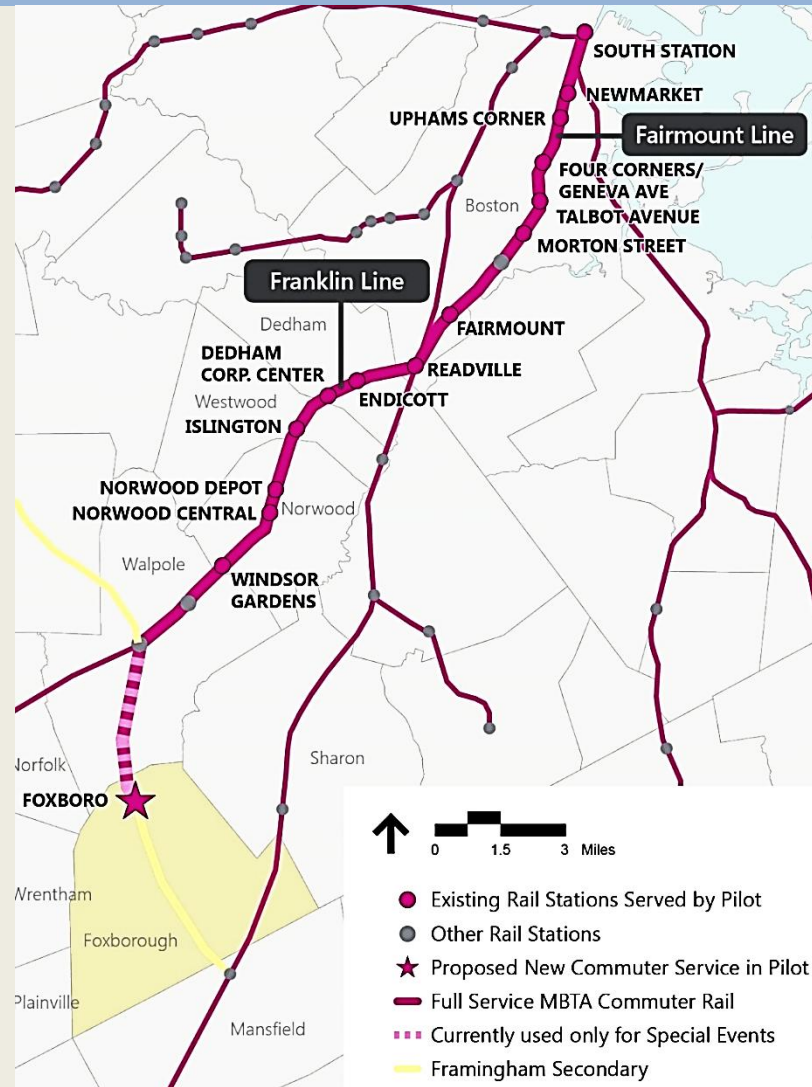 SOUTH STATION
NEWMARKET
UPHAMS CORNER
Fairmount Line
FOUR CORNERS/
GENEVA AVE
Boston
TALBOT AVENUE
MORTON STREET
Franklin Line
Dedham
FAIRMOUNT
DEDHAM
CORP. CENTER
READVILLE
Westwood
ENDICOTT
ISLINGTON
NORWOOD DEPOT
Norwood
NORWOOD CENTRAL
Walpole
WINDSOR
GARDENS
Sharon
Norfolk
FOXBORO
0 1.5 3 Miles
Wrentham
Existing Rail Stations Served by Pilot
Other Rail Stations
Foxborough
Proposed New Commuter Service in Pilot
Plainville
Full Service MBTA Commuter Rail
Mansfield
Currently used only for Special Events
Framingham Secondary